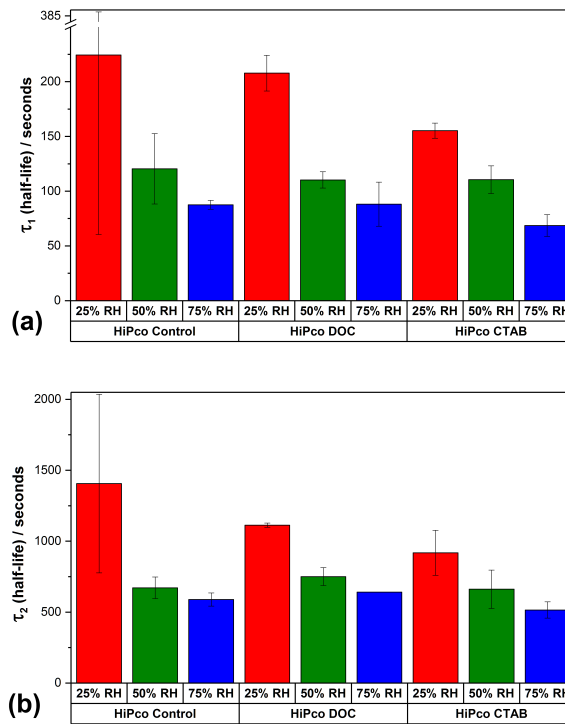 385
200
150
100
50
0
τ1 (half-life) / seconds
25% RH 50% RH 75% RH 25% RH 50% RH 75% RH 25% RH 50% RH 75% RH
HiPco Control HiPco DOC HiPco CTAB
(a)
2000
1500
1000
500
0
τ2 (half-life) / seconds
25% RH 50% RH 75% RH 25% RH 50% RH 75% RH 25% RH 50% RH 75% RH
HiPco Control HiPco DOC HiPco CTAB
(b)